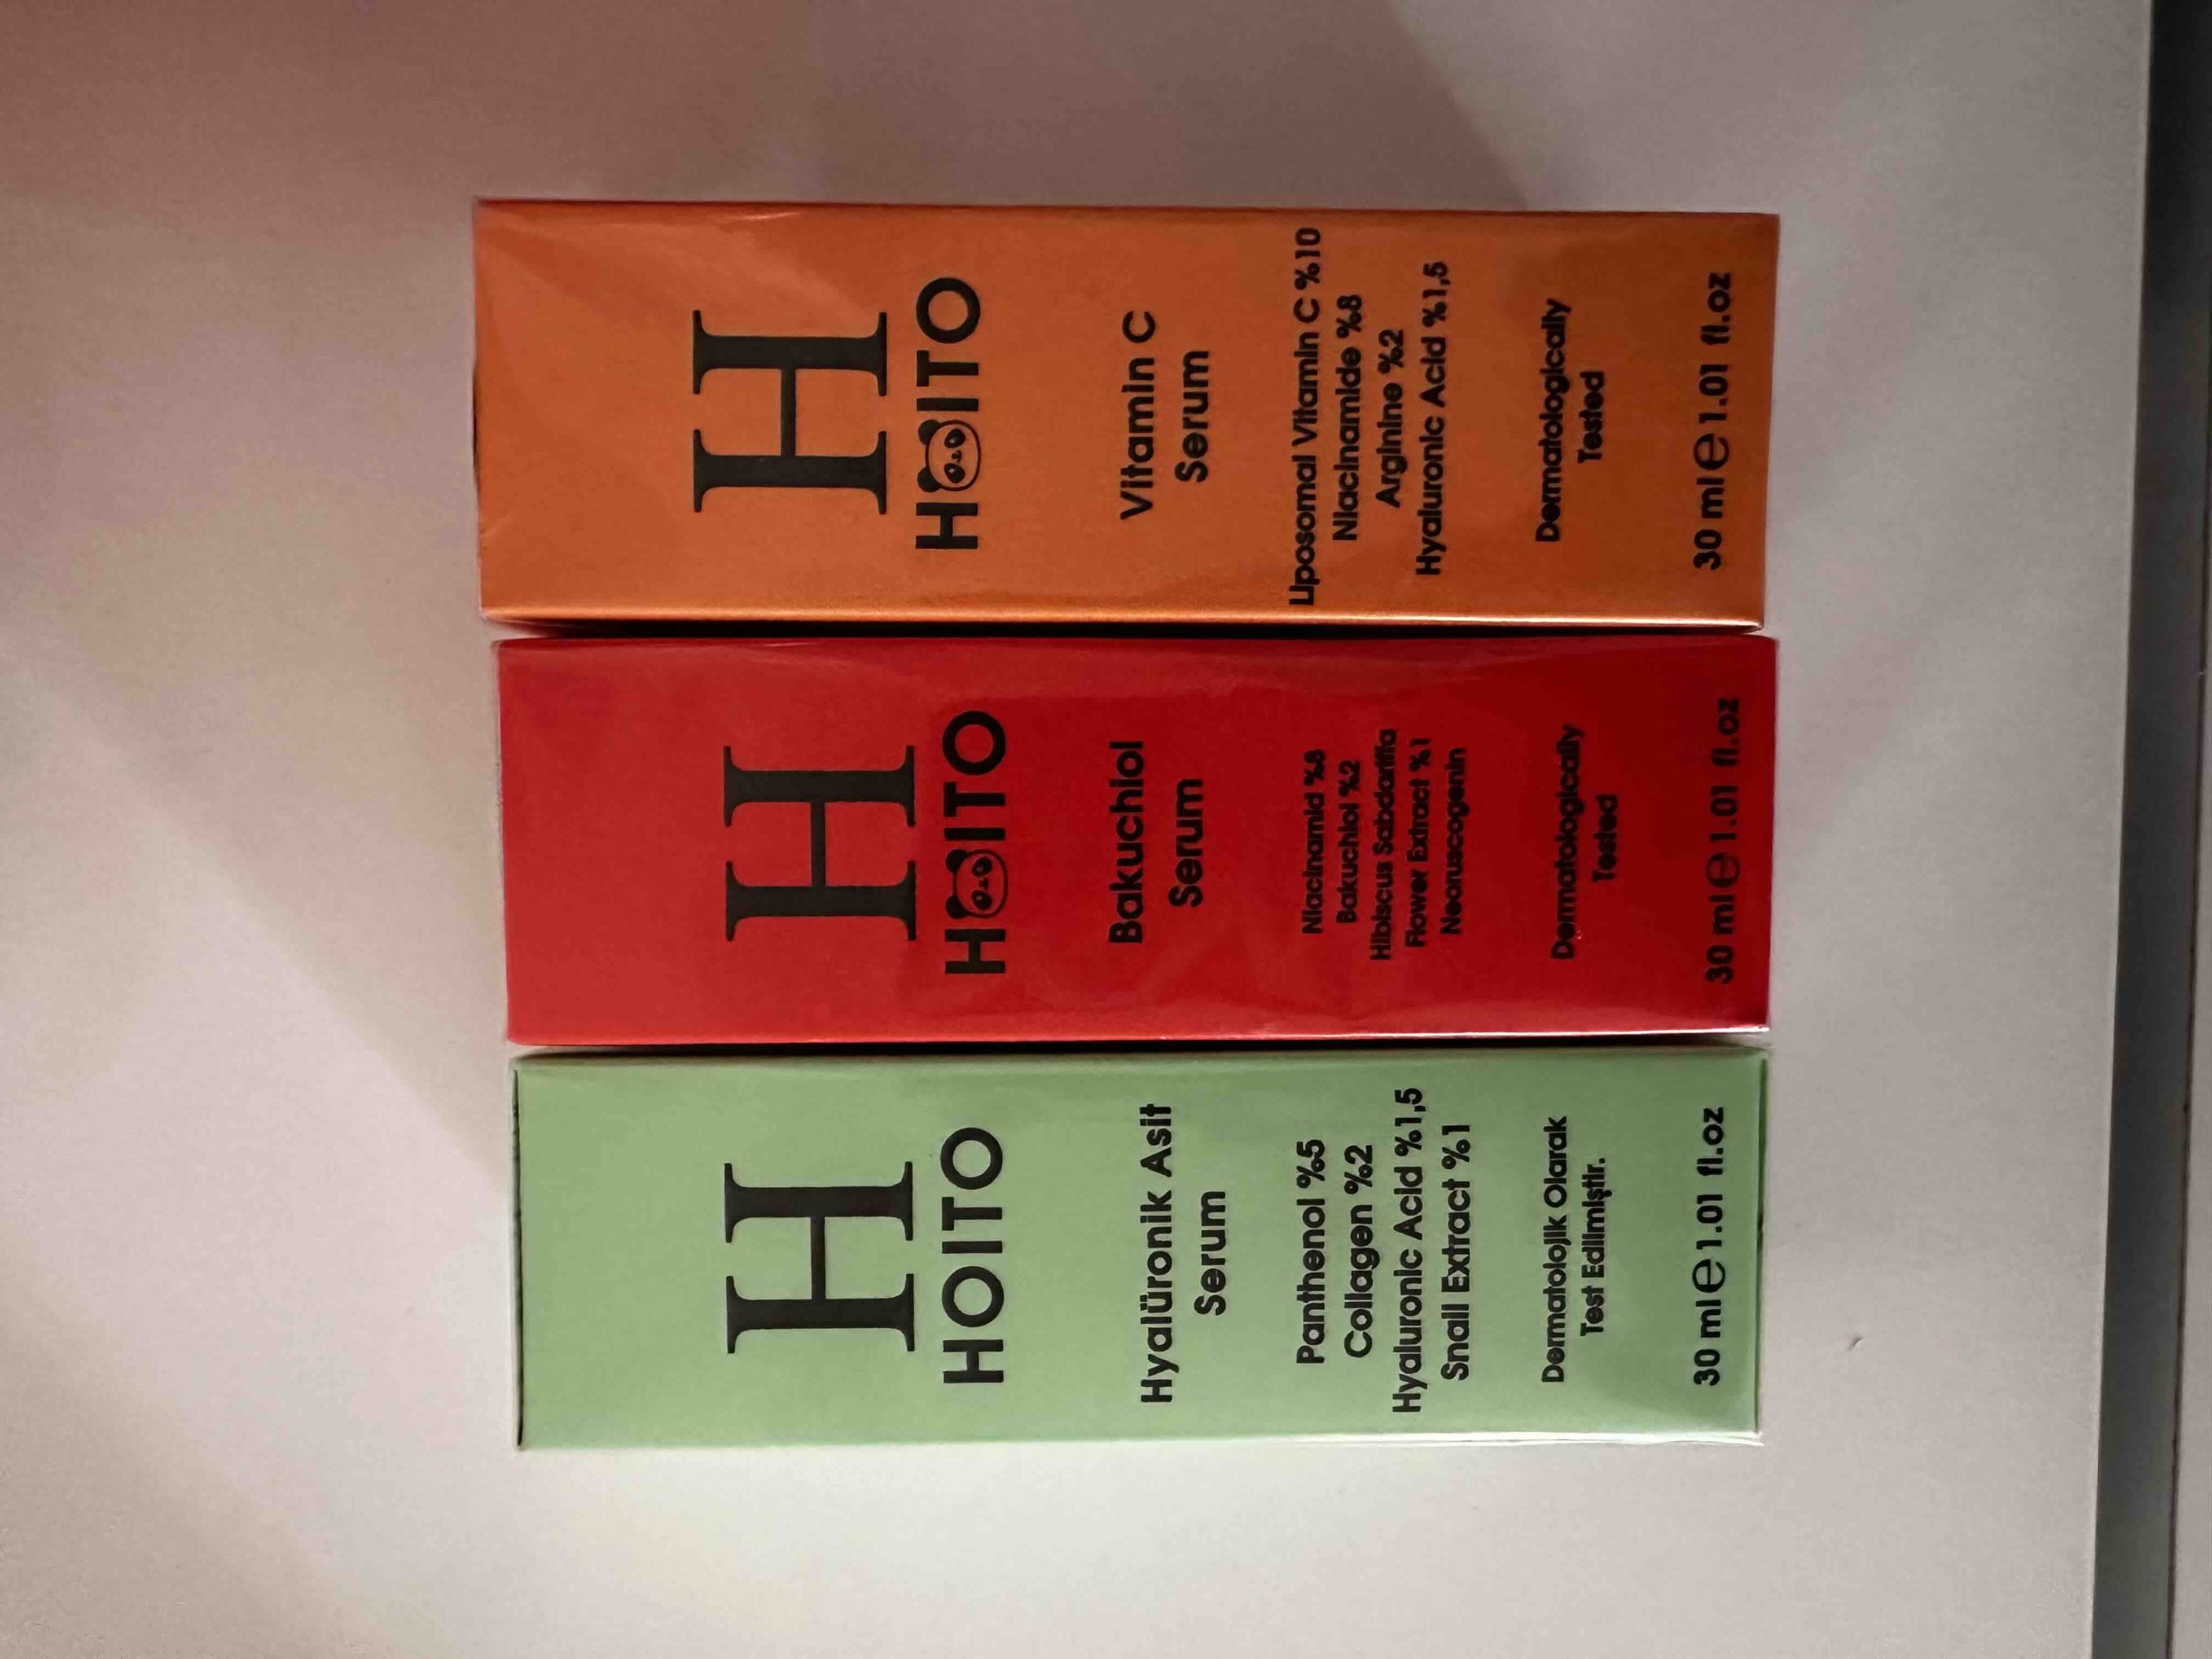 H
HOITO
Hyalüronik Asit
Serum
Panthenol %5
Collagen %2
Hyaluronic Acid %1,5
Snail Extract %1
Dermatolojik Olarak
Test Edilmiştir.
30 ml e 1.01 fl.oz
H
HOITO
Bakuchiol
Serum
Niacinamid %8
Bakuchiol %2
Hibiscus Sabdariffa
Flower Extract %1
Neoruscogenin
Dermatologically
Tested
30 ml e 1.01 fl.oz
H
HOITO
Vitamin C
Serum
Liposomal Vitamin C %10
Niacinamide %8
Arginine %2
Hyaluronic Acid %1,5
Dermatologically
Tested
30 ml e 1.01 fl.oz